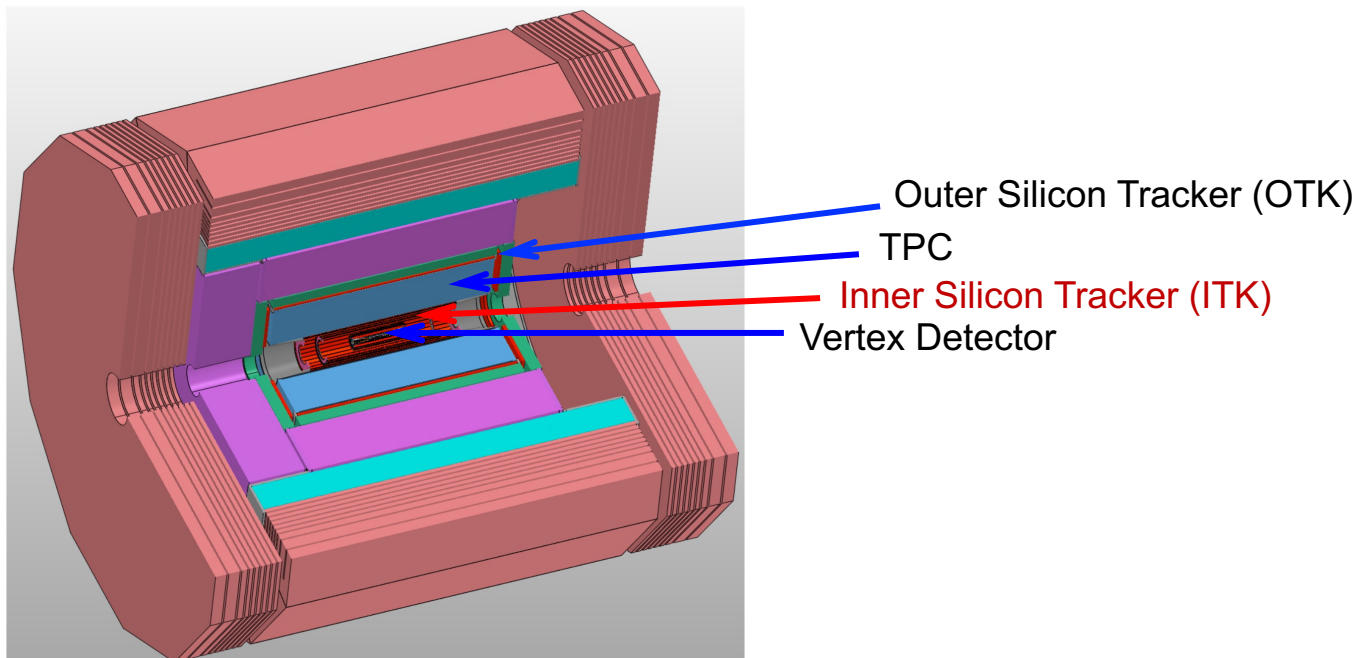 Outer Silicon Tracker (OTK)
TPC
Inner Silicon Tracker (ITK)
Vertex Detector